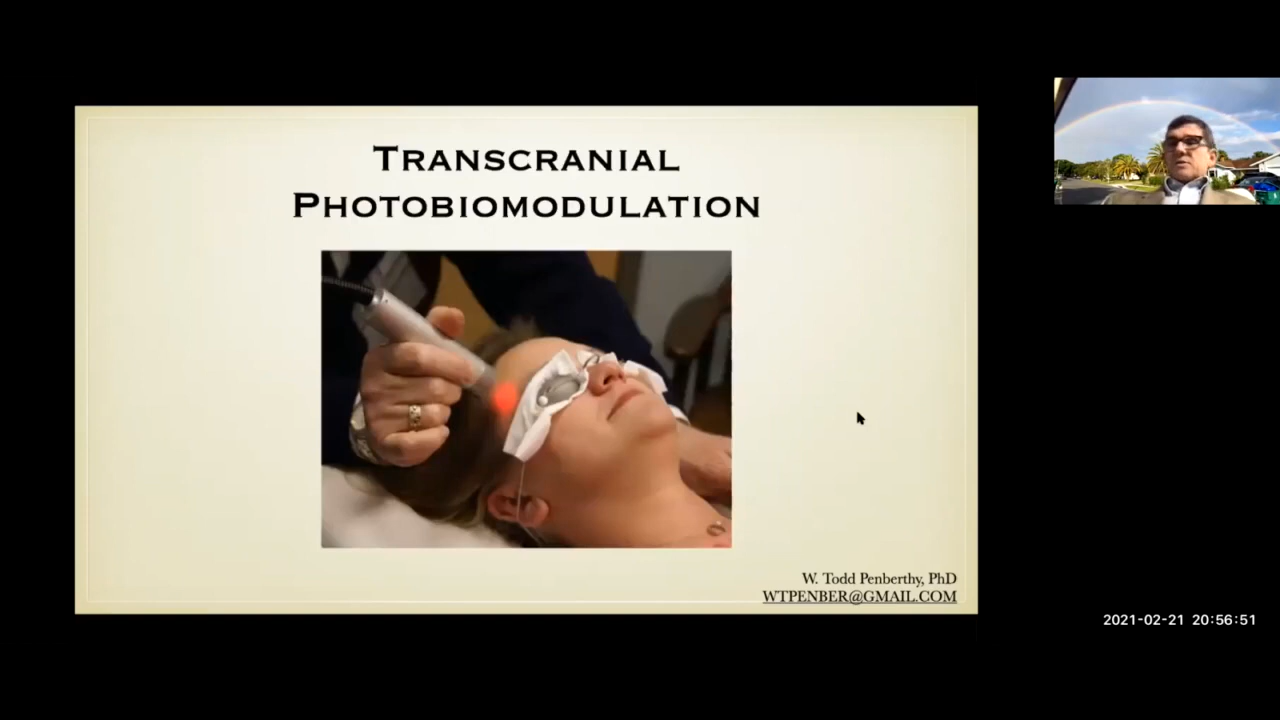 TRANSCRANIAL
PHOTOBIOMODULATION
W. Todd Penberthy, PhD
WTPENBER@GMAIL.COM
2021-02-21 20:56:51